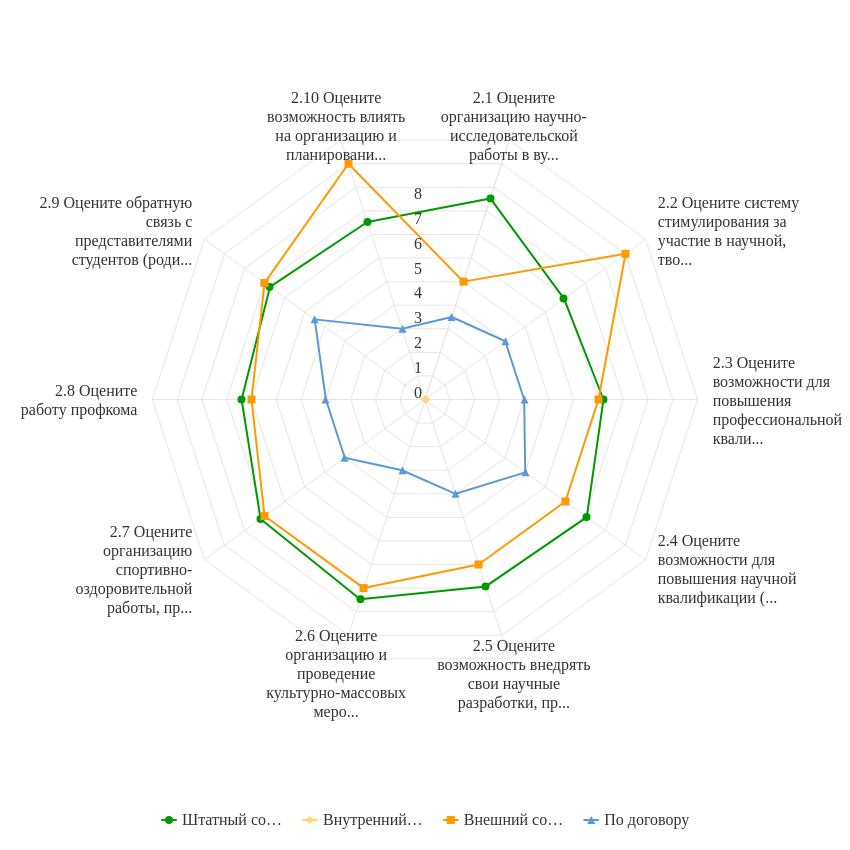 2.10 Оцените
возможность влиять
на организацию и
планировани...
2.1 Оцените
организацию научно-
исследовательской
работы в ву...
2.2 Оцените систему
стимулирования за
участие в научной,
тво...
2.3 Оцените
возможности для
повышения
профессиональной
квали...
2.4 Оцените
возможности для
повышения научной
квалификации (...
2.5 Оцените
возможность внедрять
свои научные
разработки, пр...
2.6 Оцените
организацию и
проведение
культурно-массовых
меро...
2.7 Оцените
организацию
спортивно-
оздоровительной
работы, пр...
2.8 Оцените
работу профкома
2.9 Оцените обратную
связь с
представителями
студентов (роди...
8
7
6
5
4
3
2
1
0
Штатный со… Внутренний… Внешний со… По договору